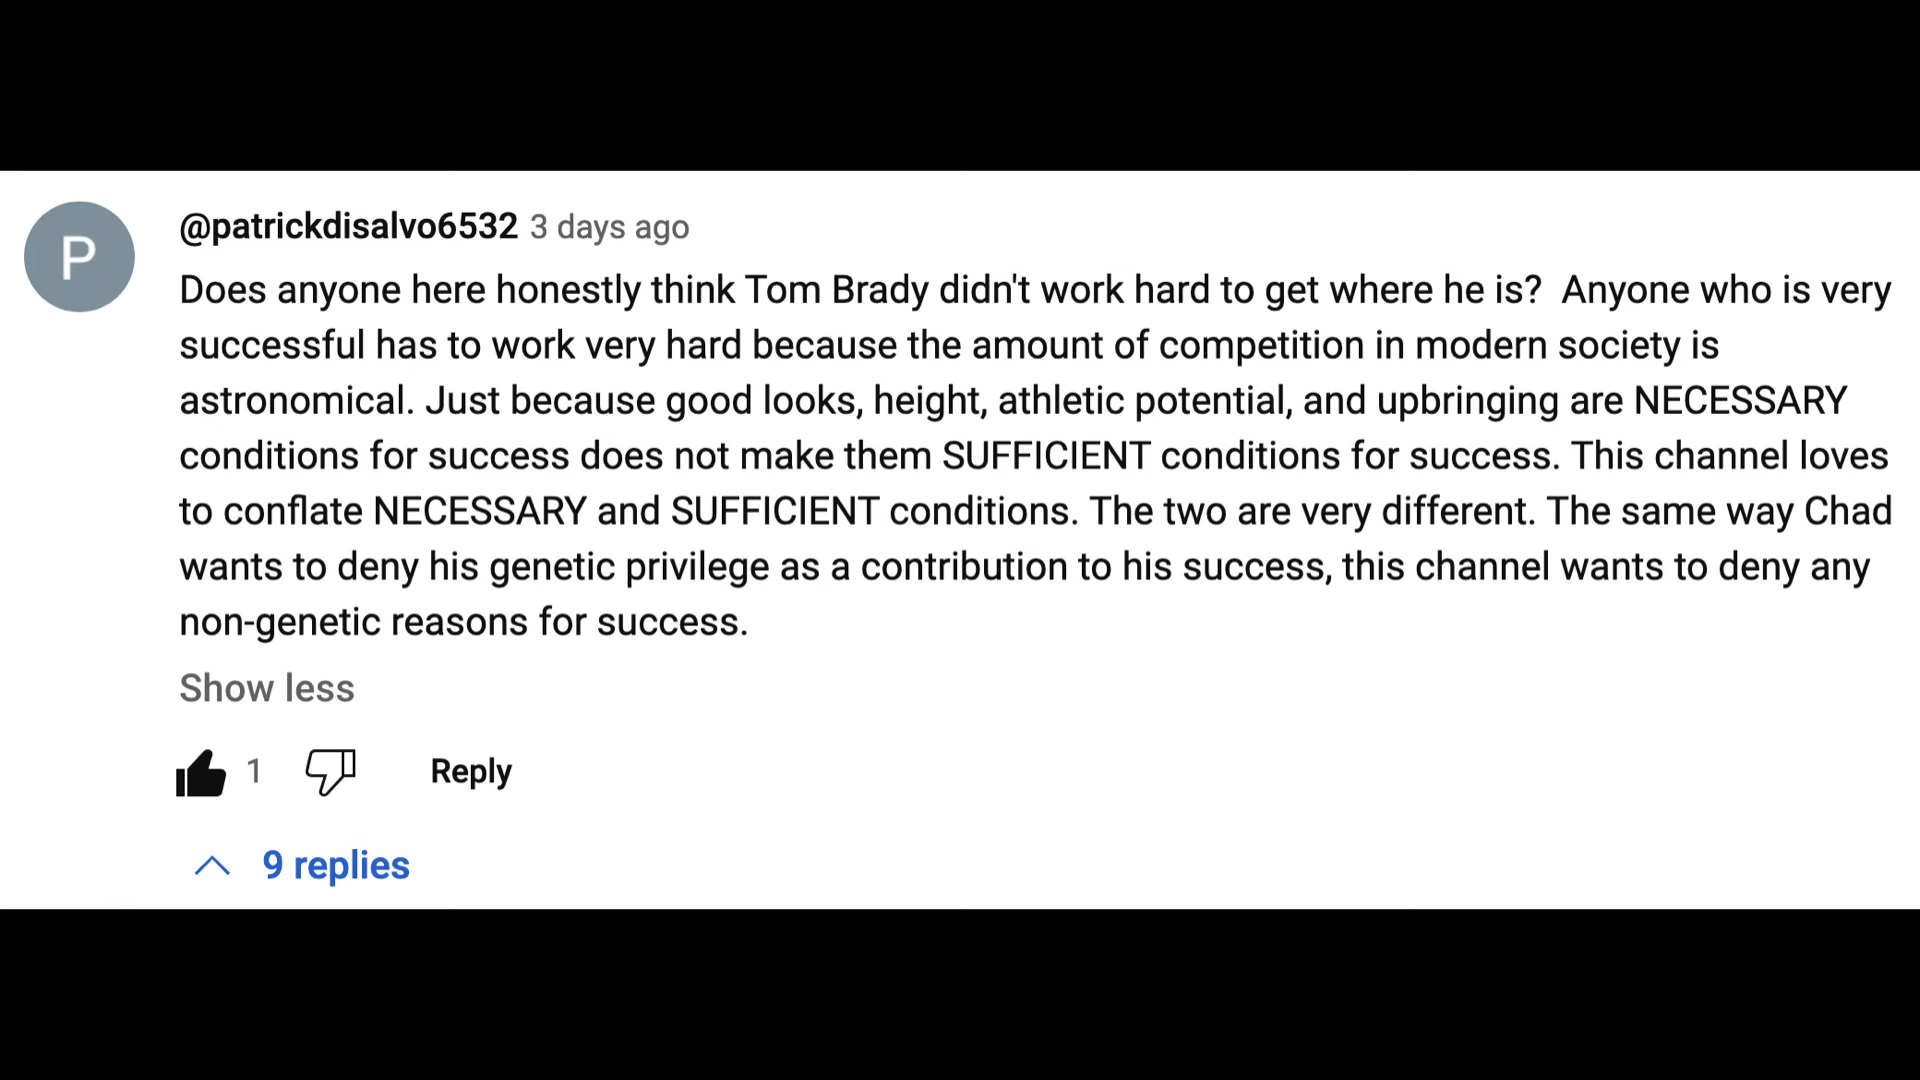 P
@patrickdisalvo6532 3 days ago
Does anyone here honestly think Tom Brady didn't work hard to get where he is?  Anyone who is very
successful has to work very hard because the amount of competition in modern society is
astronomical. Just because good looks, height, athletic potential, and upbringing are NECESSARY
conditions for success does not make them SUFFICIENT conditions for success. This channel loves
to conflate NECESSARY and SUFFICIENT conditions. The two are very different. The same way Chad
wants to deny his genetic privilege as a contribution to his success, this channel wants to deny any
non-genetic reasons for success.
Show less
1 Reply
9 replies